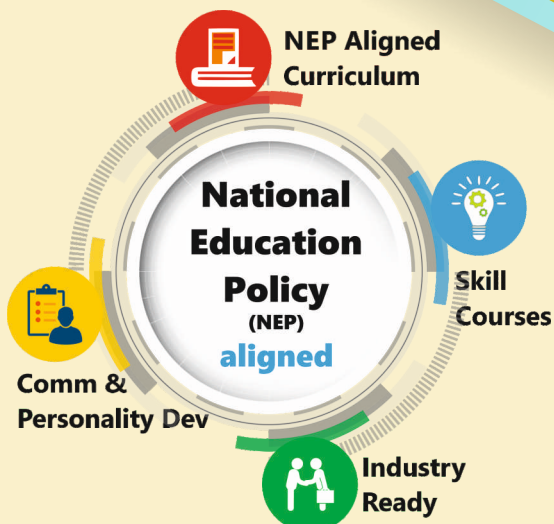 NEP Aligned
Curriculum
National
Education
Policy
(NEP)
aligned
Skill
Courses
Comm &
Personality Dev
Industry
Ready